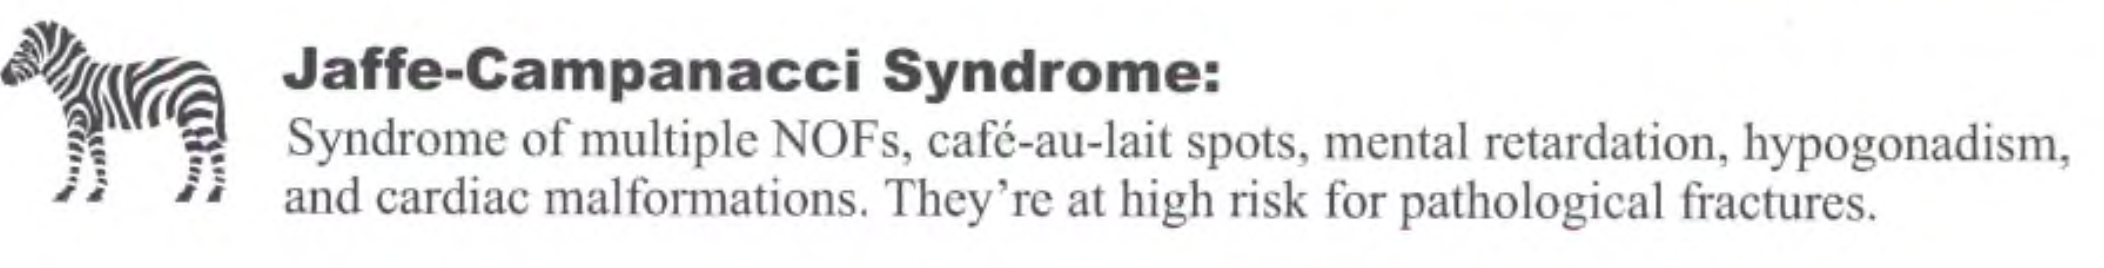 Jaffe-Campanacci Syndrome:
Syndrome of multiple NOFs, café-au-lait spots, mental retardation, hypogonadism,
and cardiac malformations. They're at high risk for pathological fractures.